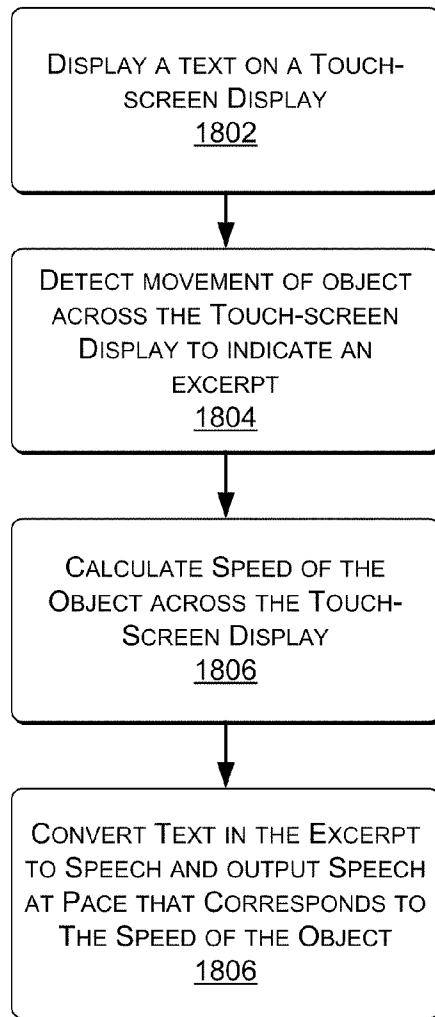 DISPLAY A TEXT ON A TOUCH-
SCREEN DISPLAY
1802
DETECT MOVEMENT OF OBJECT
ACROSS THE TOUCH-SCREEN
DISPLAY TO INDICATE AN
EXCERPT
1804
CALCULATE SPEED OF THE
OBJECT ACROSS THE TOUCH-
SCREEN DISPLAY
1806
CONVERT TEXT IN THE EXCERPT
TO SPEECH AND OUTPUT SPEECH
AT PACE THAT CORRESPONDS TO
THE SPEED OF THE OBJECT
1806